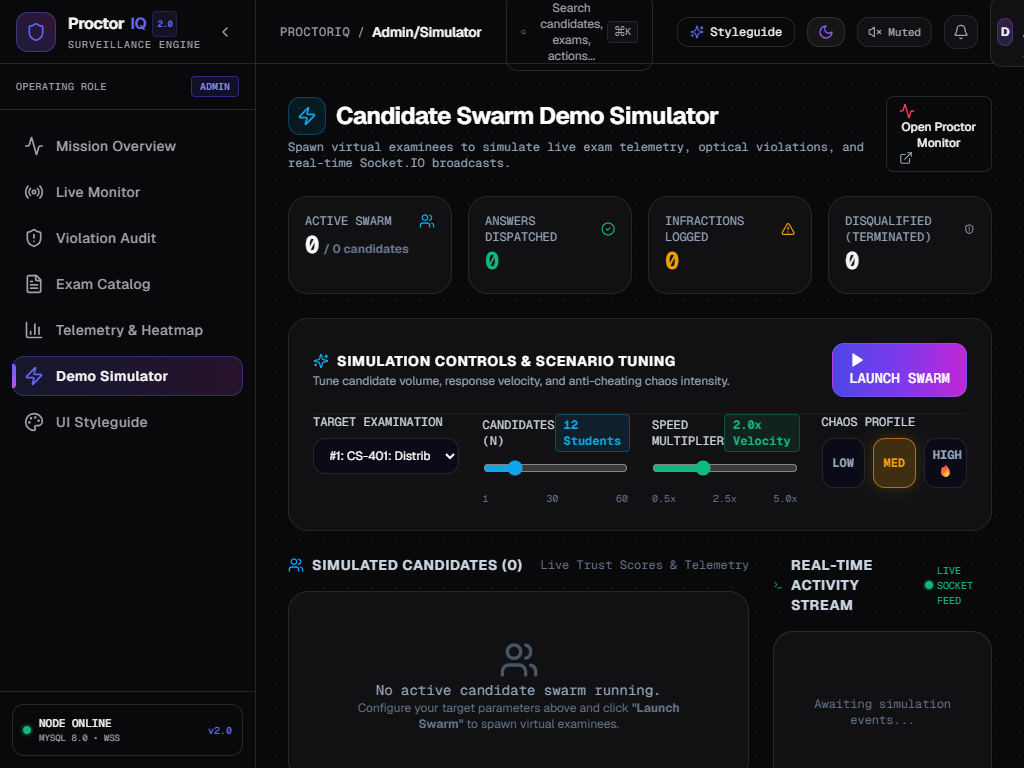 Proctor IQ 2.0
SURVEILLANCE ENGINE
OPERATING ROLE
ADMIN
Mission Overview
Live Monitor
Violation Audit
Exam Catalog
Telemetry & Heatmap
Demo Simulator
UI Styleguide
NODE ONLINE
MYSQL 8.0 • WSS
v2.0
PROCTORIQ / Admin/Simulator
Search
candidates,
exams,
actions…
⌘K
Styleguide
Muted
D
Candidate Swarm Demo Simulator
Spawn virtual examinees to simulate live exam telemetry, optical violations, and
real-time Socket.IO broadcasts.
Open Proctor
Monitor
ACTIVE SWARM
0 / 0 candidates
ANSWERS
DISPATCHED
0
INFRACTIONS
LOGGED
0
DISQUALIFIED
(TERMINATED)
0
SIMULATION CONTROLS & SCENARIO TUNING
Tune candidate volume, response velocity, and anti-cheating chaos intensity.
LAUNCH SWARM
TARGET EXAMINATION
#1: CS-401: Distrib
CANDIDATES
(N)
12
Students
1 30 60
SPEED
MULTIPLIER
2.0x
Velocity
0.5x 2.5x 5.0x
CHAOS PROFILE
LOW
MED
HIGH
🔥
SIMULATED CANDIDATES (0)
Live Trust Scores & Telemetry
No active candidate swarm running.
Configure your target parameters above and click "Launch
Swarm" to spawn virtual examinees.
REAL-TIME
ACTIVITY
STREAM
LIVE
SOCKET
FEED
Awaiting simulation
events...